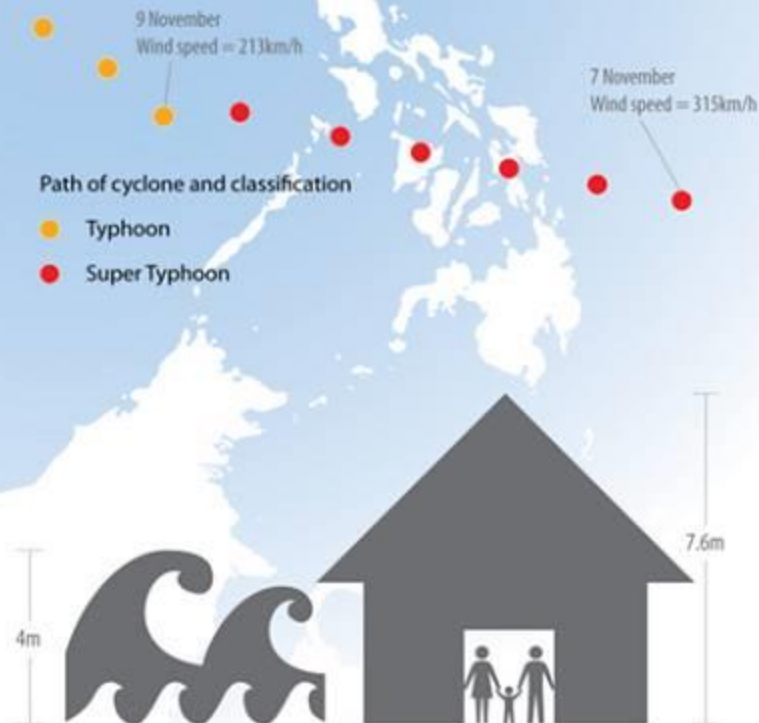 9 November
Wind speed = 213km/h
7 November
Wind speed = 315km/h
Path of cyclone and classification
Typhoon
Super Typhoon
7.6m
4m